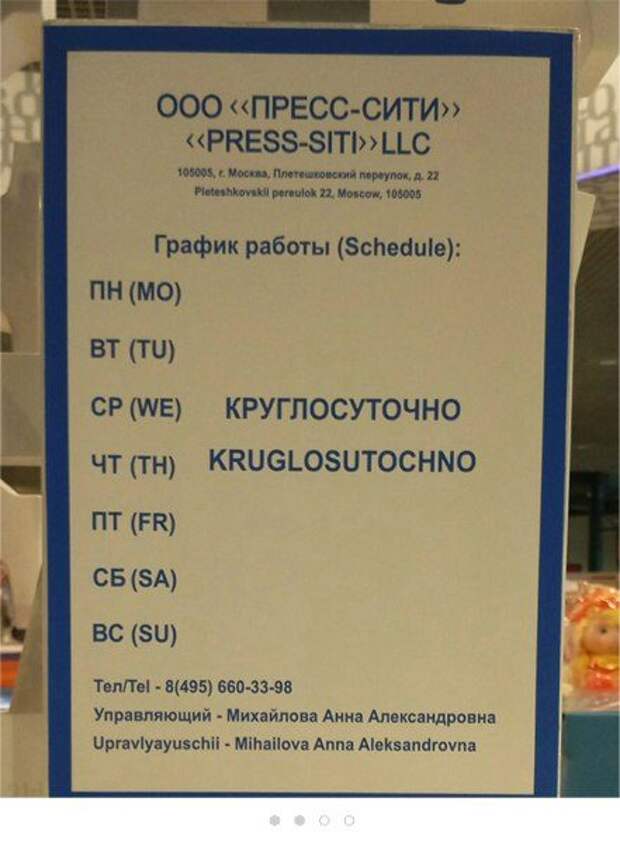 ООО ‹‹ПРЕСС-СИТИ››
‹‹PRESS-SITI››LLC
105005, г. Москва, Плетешковский переулок, д. 22
Pleteshkovskii pereulok 22, Moscow, 105005
График работы (Schedule):
ПН (MO)
ВТ (TU)
СР (WE) КРУГЛОСУТОЧНО
ЧТ (TH) KRUGLOSUTOCHNO
ПТ (FR)
СБ (SA)
ВС (SU)
Тел/Tel - 8(495) 660-33-98
Управляющий - Михайлова Анна Александровна
Upravlyayuschii - Mihailova Anna Aleksandrovna